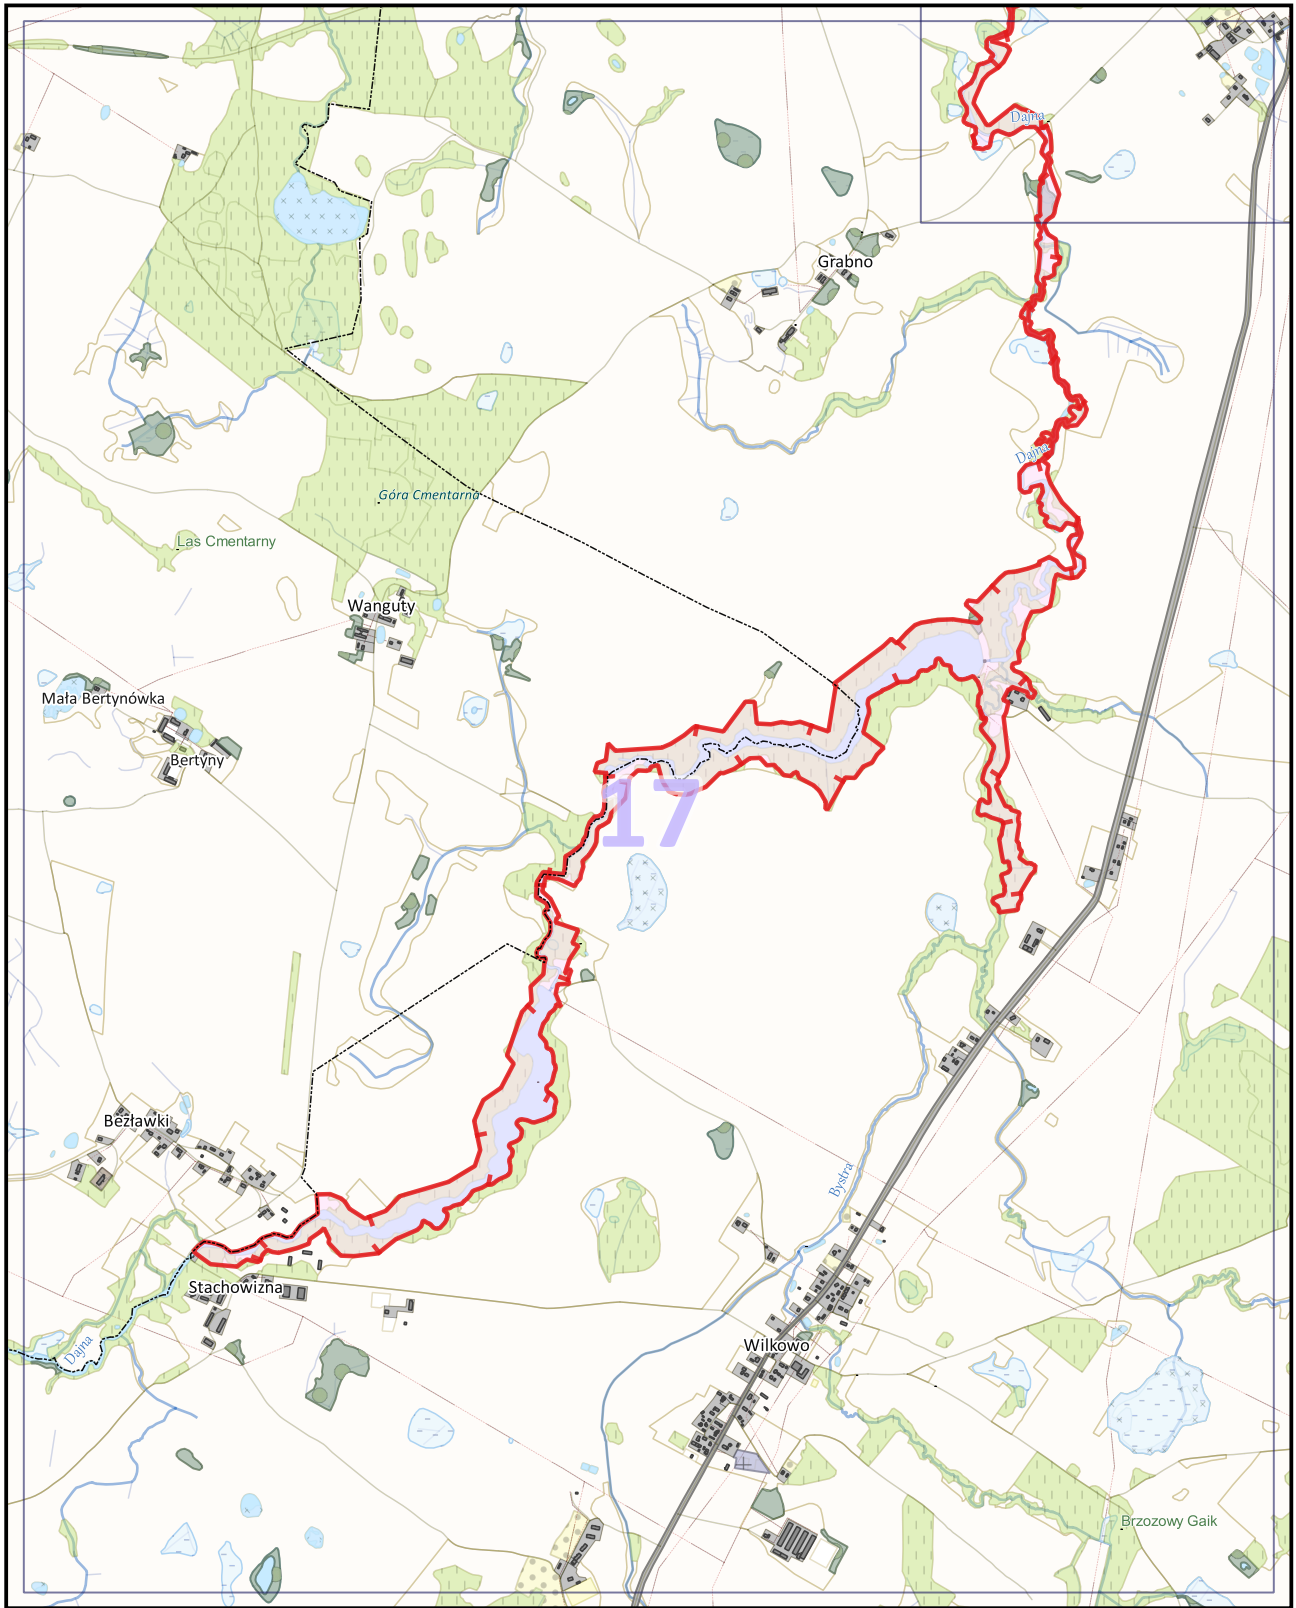 Dajna
Grabno
Dajna
Góra Cmentarna
Las Cmentarny
Wanguty
Mała Bertynówka
Bertyny
17
Bezławki
Bystra
Stachowizna
Dajna
Wilkowo
Brzozowy Gaik